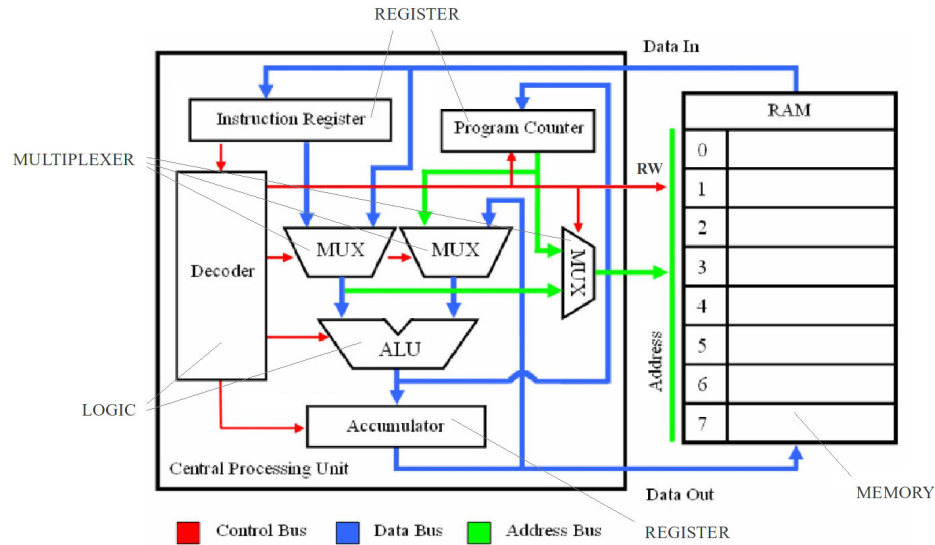 REGISTER
Data In
Instruction Register
Program Counter
RAM
MULTIPLEXER
RW
0
1
2
3
4
5
6
7
MUX
MUX
MUX
Decoder
ALU
Address
LOGIC
Accumulator
Central Processing Unit
Data Out
MEMORY
Control Bus
Data Bus
Address Bus
REGISTER